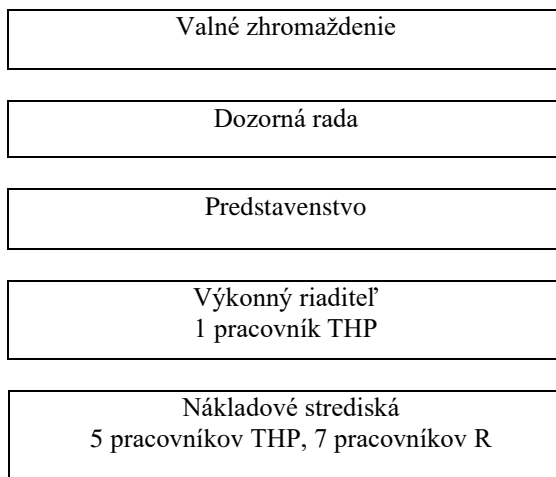 Valné zhromaždenie
Dozorná rada
Predstavenstvo
Výkonný riaditeľ
1 pracovník THP
Nákladové strediská
5 pracovníkov THP, 7 pracovníkov R